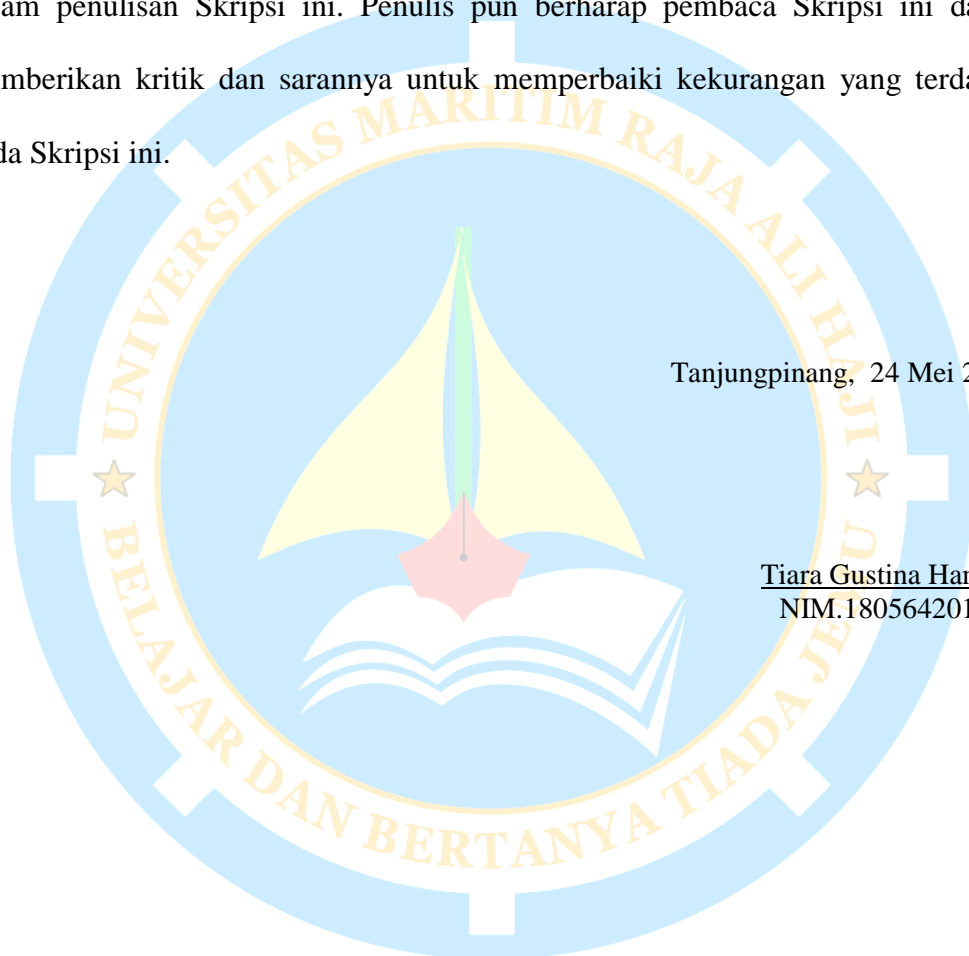 am penulisan Skripsi ini. Penulis pun berharap pembaca Skripsi ini da
mberikan kritik dan sarannya untuk memperbaiki kekurangan yang terda
da Skripsi ini.
UNIVERSITAS MARITIM RAJA ALI HAJI
Tanjungpinang, 24 Mei 2
Tiara Gustina Har
NIM.180564201
BELAJAR DAN BERTANYA TIADA JEMU